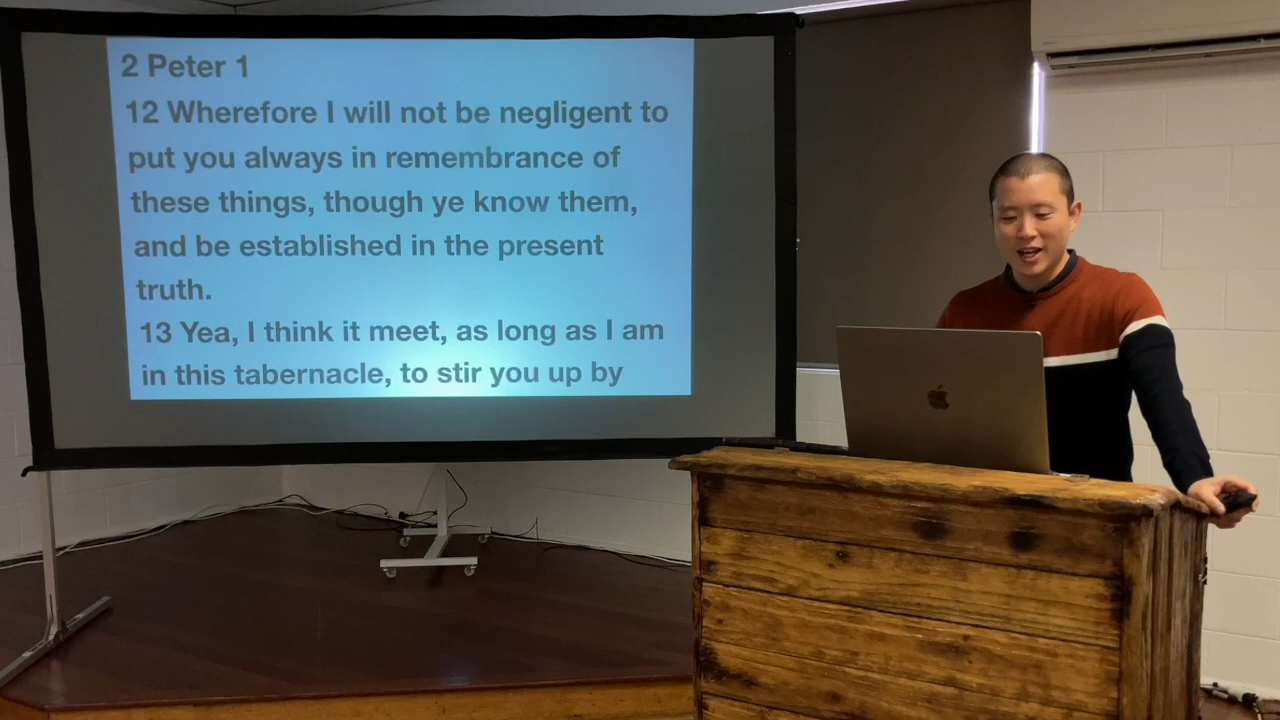 2 Peter 1
12 Wherefore I will not be negligent to
put you always in remembrance of
these things, though ye know them,
and be established in the present
truth.
13 Yea, I think it meet, as long as I am
in this tabernacle, to stir you up by